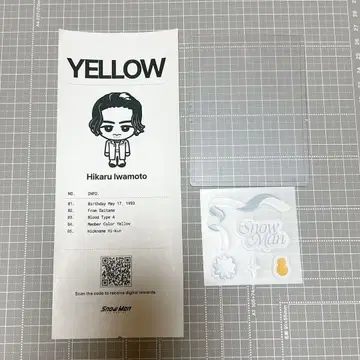 YELLOW
Hikaru Iwamoto
NO. INFO
01. Birthday May 17, 1993
02. From Saitama
03. Blood Type A
04. Member Color Yellow
05. Nickname Hi-kun
Scan the code to receive digital rewards
Snow Man
Snow
Man